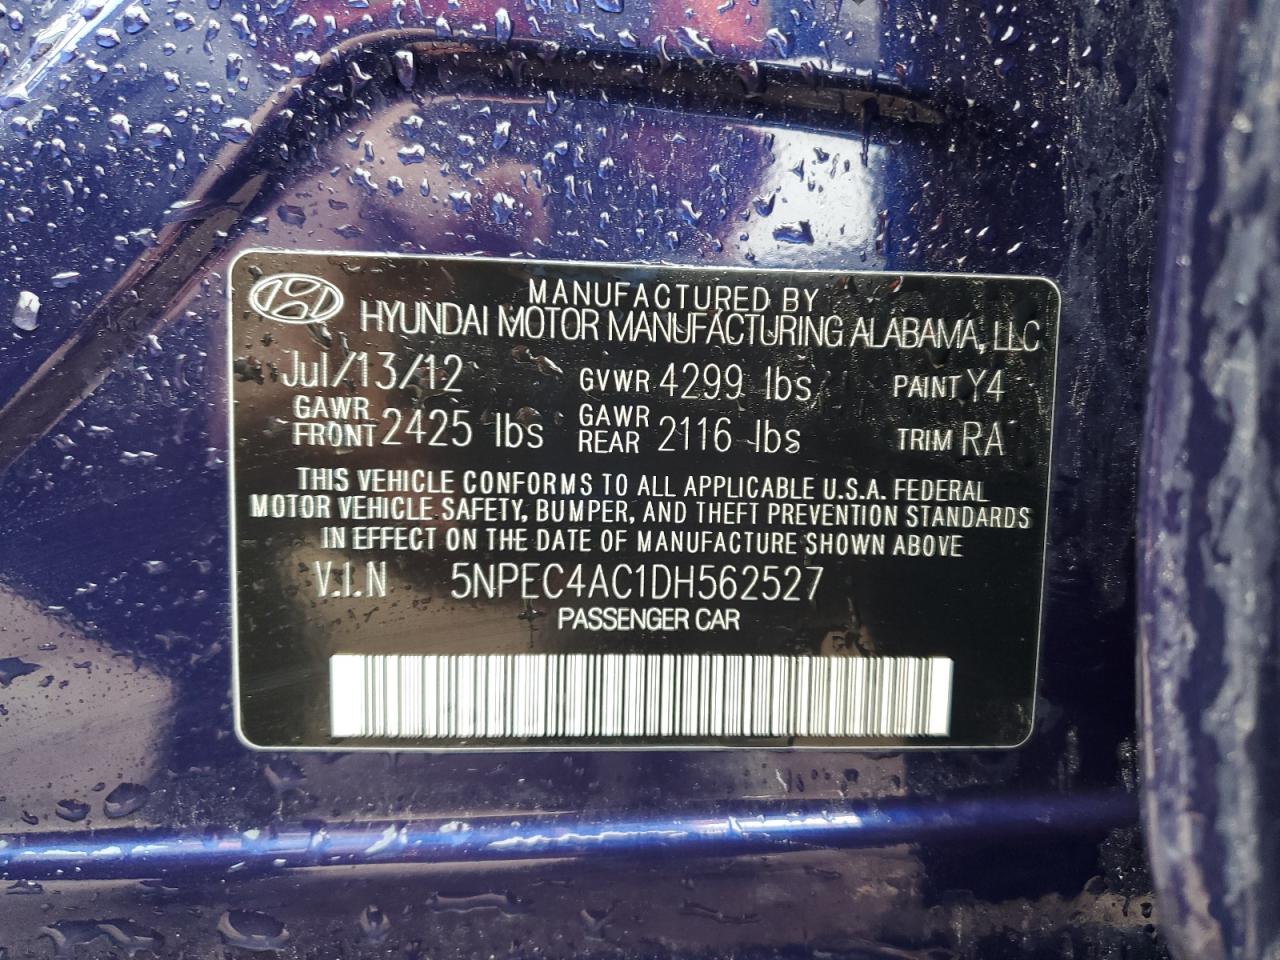 MANUFACTURED BY
HYUNDAI MOTOR MANUFACTURING ALABAMA, LLC
Jul/13/12 GVWR 4299 lbs PAINT Y4
GAWR FRONT 2425 lbs GAWR REAR 2116 lbs TRIM RA
THIS VEHICLE CONFORMS TO ALL APPLICABLE U.S.A. FEDERAL
MOTOR VEHICLE SAFETY, BUMPER, AND THEFT PREVENTION STANDARDS
IN EFFECT ON THE DATE OF MANUFACTURE SHOWN ABOVE
V.I.N 5NPEC4AC1DH562527
PASSENGER CAR